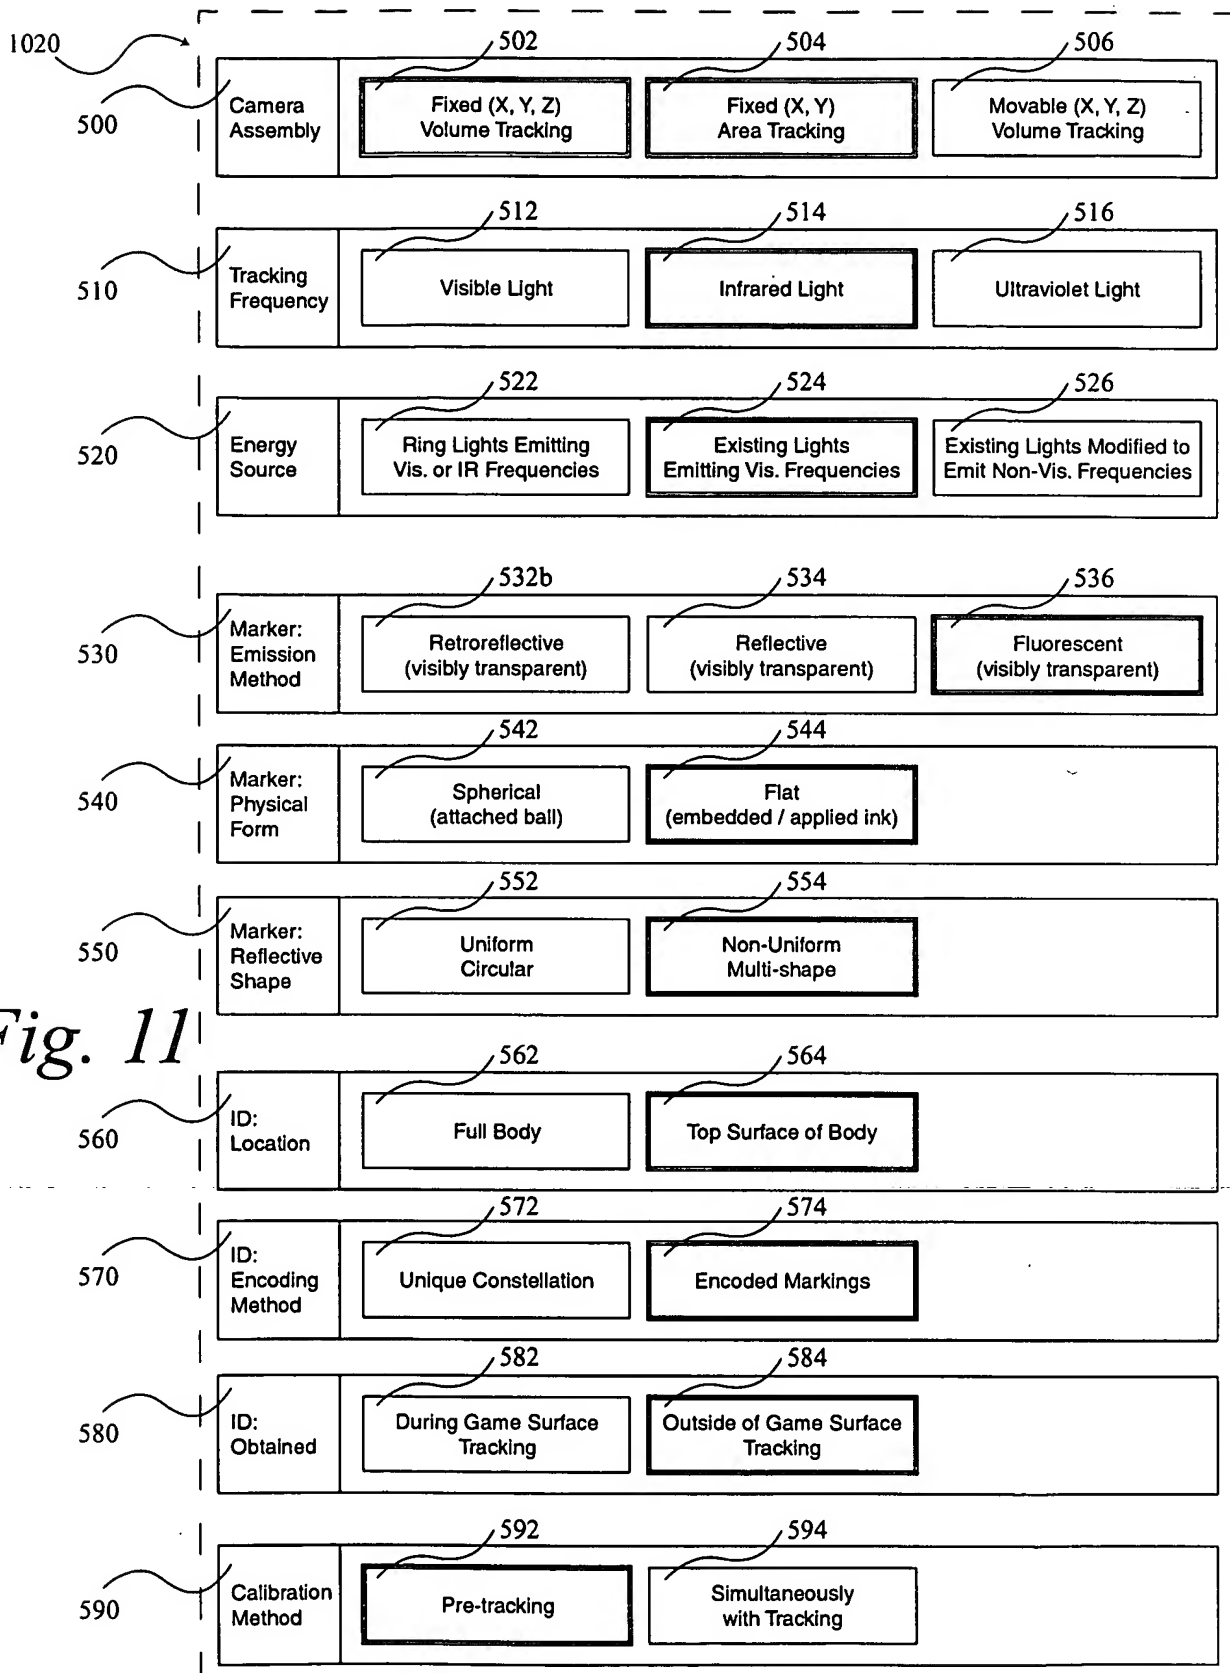 1020
502
504
506
500
Camera
Assembly
Fixed (X, Y, Z)
Volume Tracking
Fixed (X, Y)
Area Tracking
Movable (X, Y, Z)
Volume Tracking
512
514
516
510
Tracking
Frequency
Visible Light
Infrared Light
Ultraviolet Light
522
524
526
520
Energy
Source
Ring Lights Emitting
Vis. or IR Frequencies
Existing Lights
Emitting Vis. Frequencies
Existing Lights Modified to
Emit Non-Vis. Frequencies
532b
534
536
530
Marker:
Emission
Method
Retroreflective
(visibly transparent)
Reflective
(visibly transparent)
Fluorescent
(visibly transparent)
542
544
540
Marker:
Physical
Form
Spherical
(attached ball)
Flat
(embedded / applied ink)
552
554
550
Marker:
Reflective
Shape
Uniform
Circular
Non-Uniform
Multi-shape
Fig. 11
562
564
560
ID:
Location
Full Body
Top Surface of Body
572
574
570
ID:
Encoding
Method
Unique Constellation
Encoded Markings
582
584
580
ID:
Obtained
During Game Surface
Tracking
Outside of Game Surface
Tracking
592
594
590
Calibration
Method
Pre-tracking
Simultaneously
with Tracking